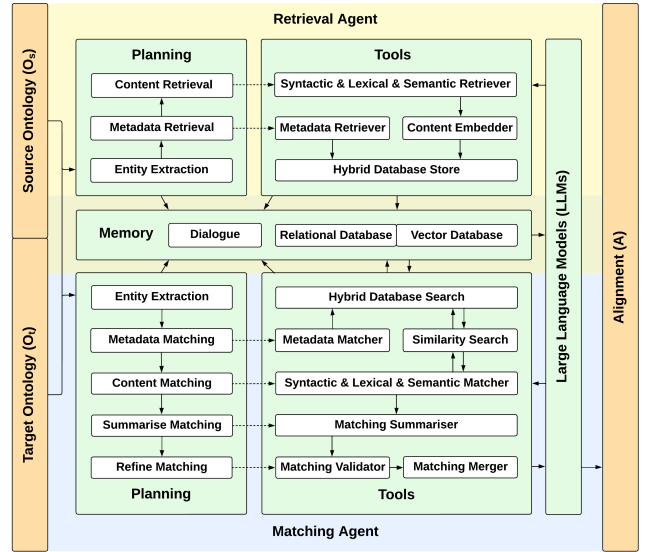 Retrieval Agent
Source Ontology (Os)
Planning
Content Retrieval
Metadata Retrieval
Entity Extraction
Tools
Syntactic & Lexical & Semantic Retriever
Metadata Retriever
Content Embedder
Hybrid Database Store
Memory
Dialogue
Relational Database
Vector Database
Target Ontology (Ot)
Entity Extraction
Metadata Matching
Content Matching
Summarise Matching
Refine Matching
Planning
Hybrid Database Search
Metadata Matcher
Similarity Search
Syntactic & Lexical & Semantic Matcher
Matching Summariser
Matching Validator
Matching Merger
Tools
Matching Agent
Large Language Models (LLMs)
Alignment (A)